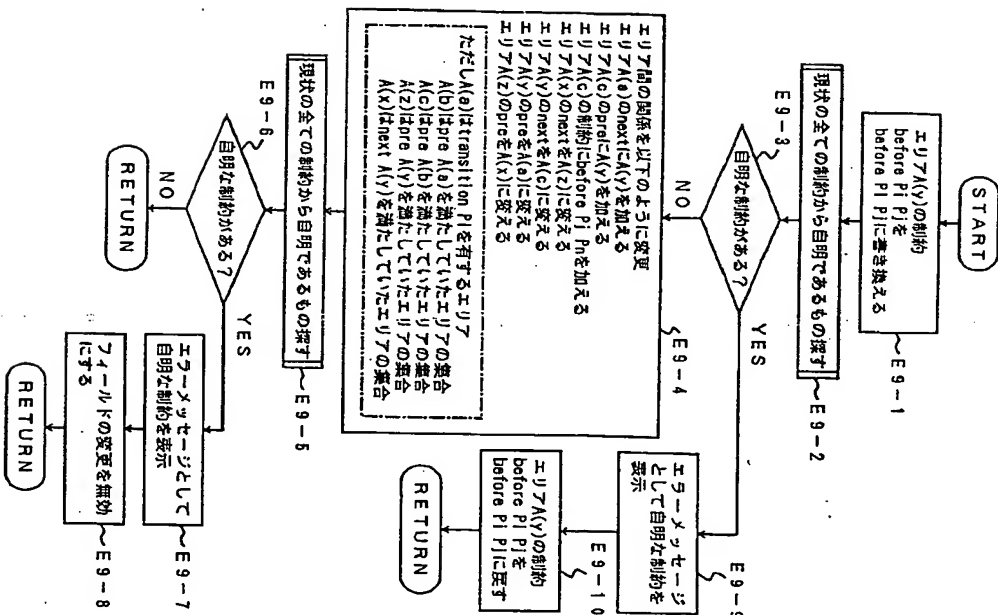 START
エリアA(y)の制約
before Pi Pjを
before Pi Pjに書き換える
E9-1
現状の全ての制約から自明であるもの探す
E9-2
E9-3
自明な制約がある?
YES
NO
エリア間の関係を以下のように変更
エリアA(a)のnextにA(y)を加える
エリアA(c)のpreにA(y)を加える
エリアA(c)の制約にbefore Pj Pnを加える
エリアA(x)のnextをA(z)に変える
エリアA(y)のnextをA(c)に変える
エリアA(y)のpreをA(a)に変える
エリアA(z)のpreをA(x)に変える
ただしA(a)はtransition Piを有するエリア
A(b)はpre A(a)を満たしていたエリアの集合
A(c)はpre A(b)を満たしていたエリアの集合
A(z)はpre A(y)を満たしていたエリアの集合
A(x)はnext A(y)を満たしていたエリアの集合
E9-4
現状の全ての制約から自明であるもの探す
E9-5
E9-6
自明な制約がある?
YES
NO
RETURN
エラーメッセージとして
自明な制約を表示
E9-7
フィールドの変更を無効
にする
E9-8
RETURN
エラーメッセージ
として自明な制約を
表示
E9-9
エリアA(y)の制約
before Pi Pjを
before Pi Pjに戻す
E9-10
RETURN